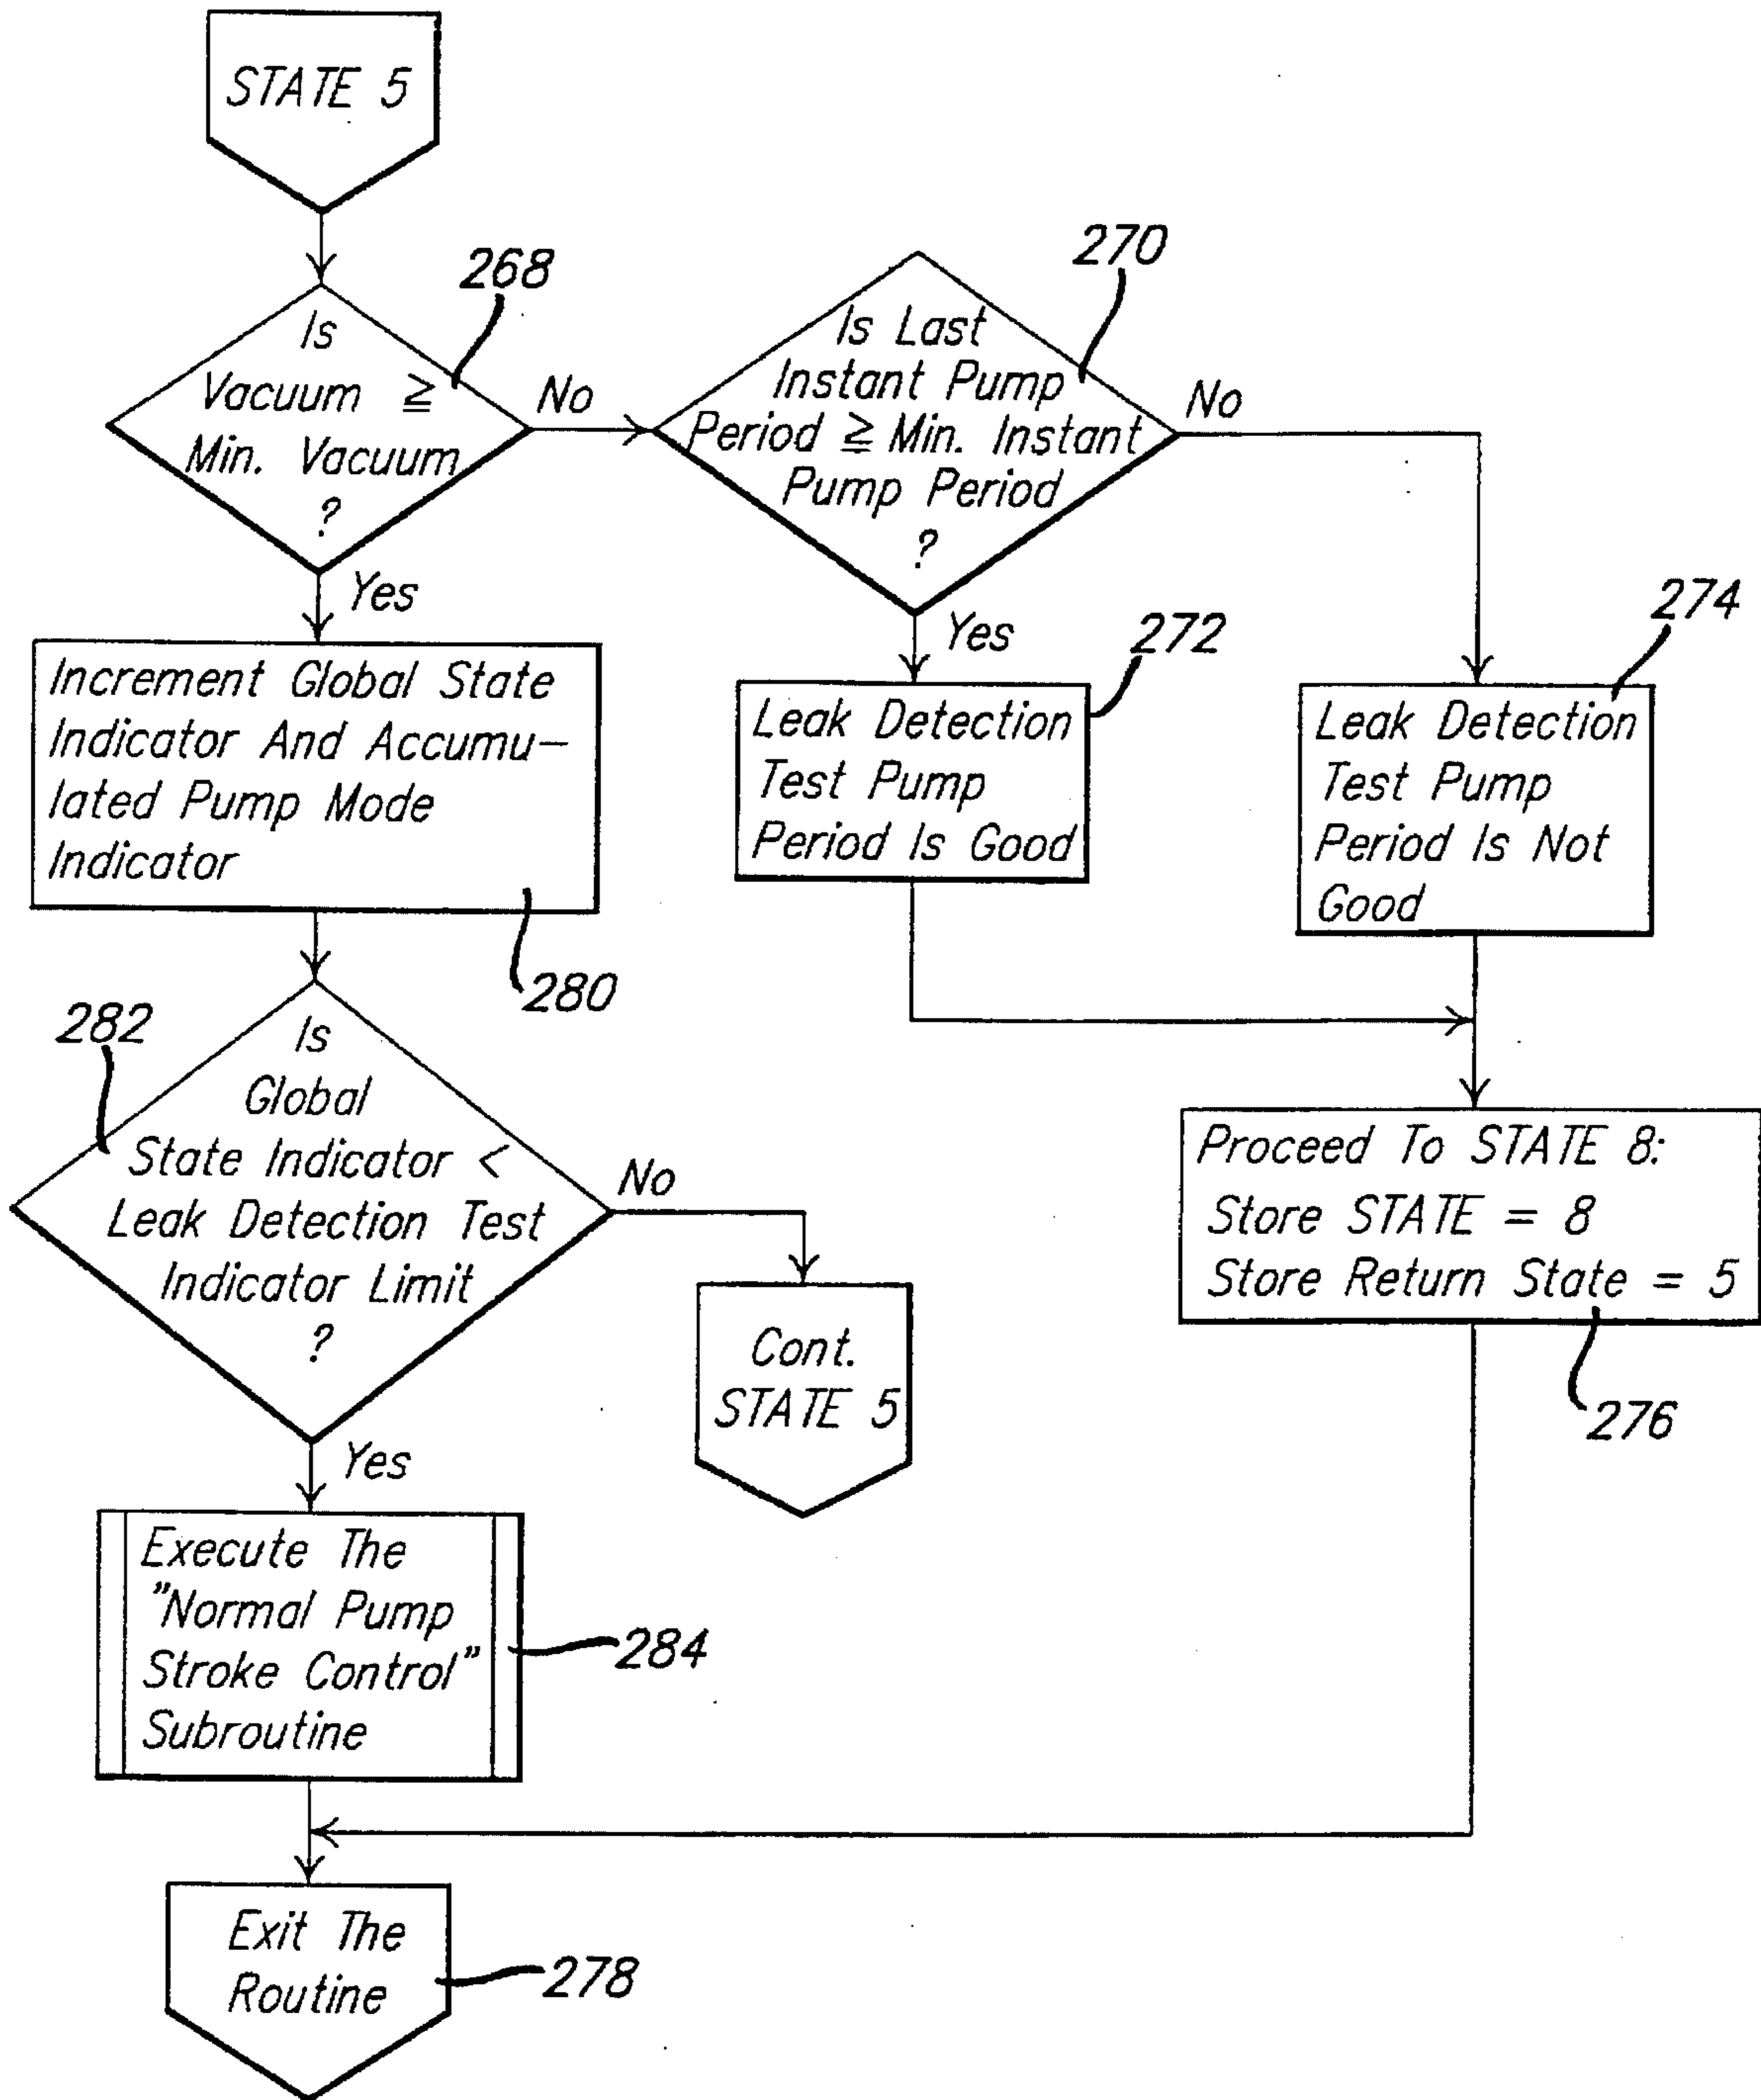 STATE 5
268
Is
Vacuum ≧
Min. Vacuum
?
No
Yes
270
Is Last
Instant Pump
Period ≧ Min. Instant
Pump Period
?
No
Yes
272
Leak Detection
Test Pump
Period Is Good
274
Leak Detection
Test Pump
Period Is Not
Good
Increment Global State
Indicator And Accumu-
lated Pump Mode
Indicator
280
282
Is
Global
State Indicator <
Leak Detection Test
Indicator Limit
?
No
Yes
Cont.
STATE 5
Proceed To STATE 8:
Store STATE = 8
Store Return State = 5
276
Execute The
"Normal Pump
Stroke Control"
Subroutine
284
Exit The
Routine
278